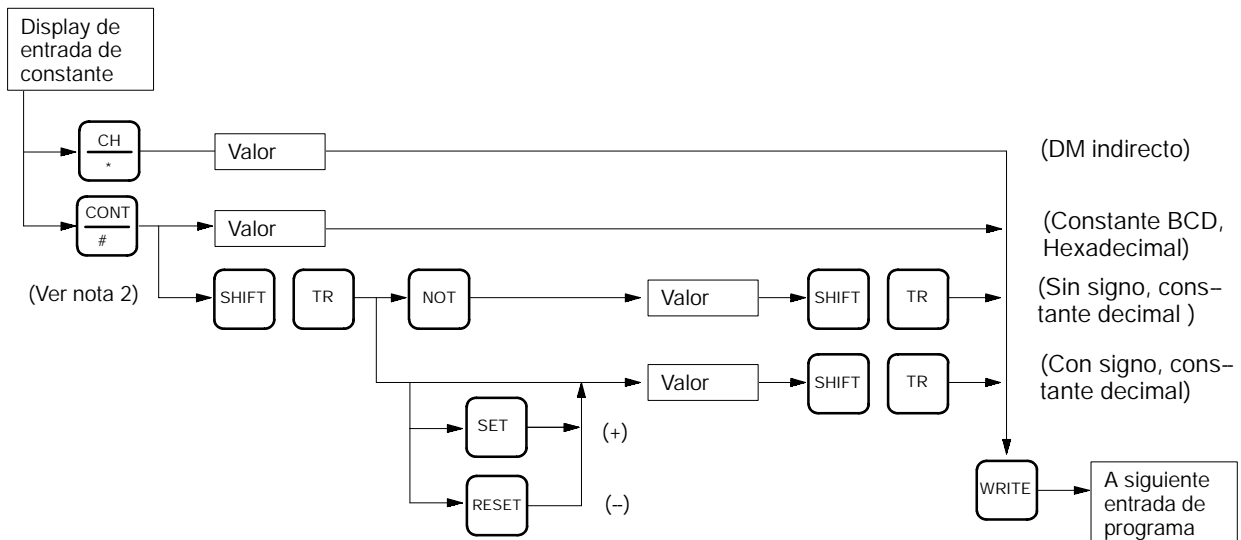 Display de
entrada de
constante
CH
*
Valor
(DM indirecto)
CONT
#
Valor
(Constante BCD,
Hexadecimal)
(Ver nota 2)
SHIFT
TR
NOT
Valor
SHIFT
TR
(Sin signo, cons–
tante decimal )
Valor
SHIFT
TR
(Con signo, cons–
tante decimal)
SET
(+)
RESET
(–)
WRITE
A siguiente
entrada de
programa